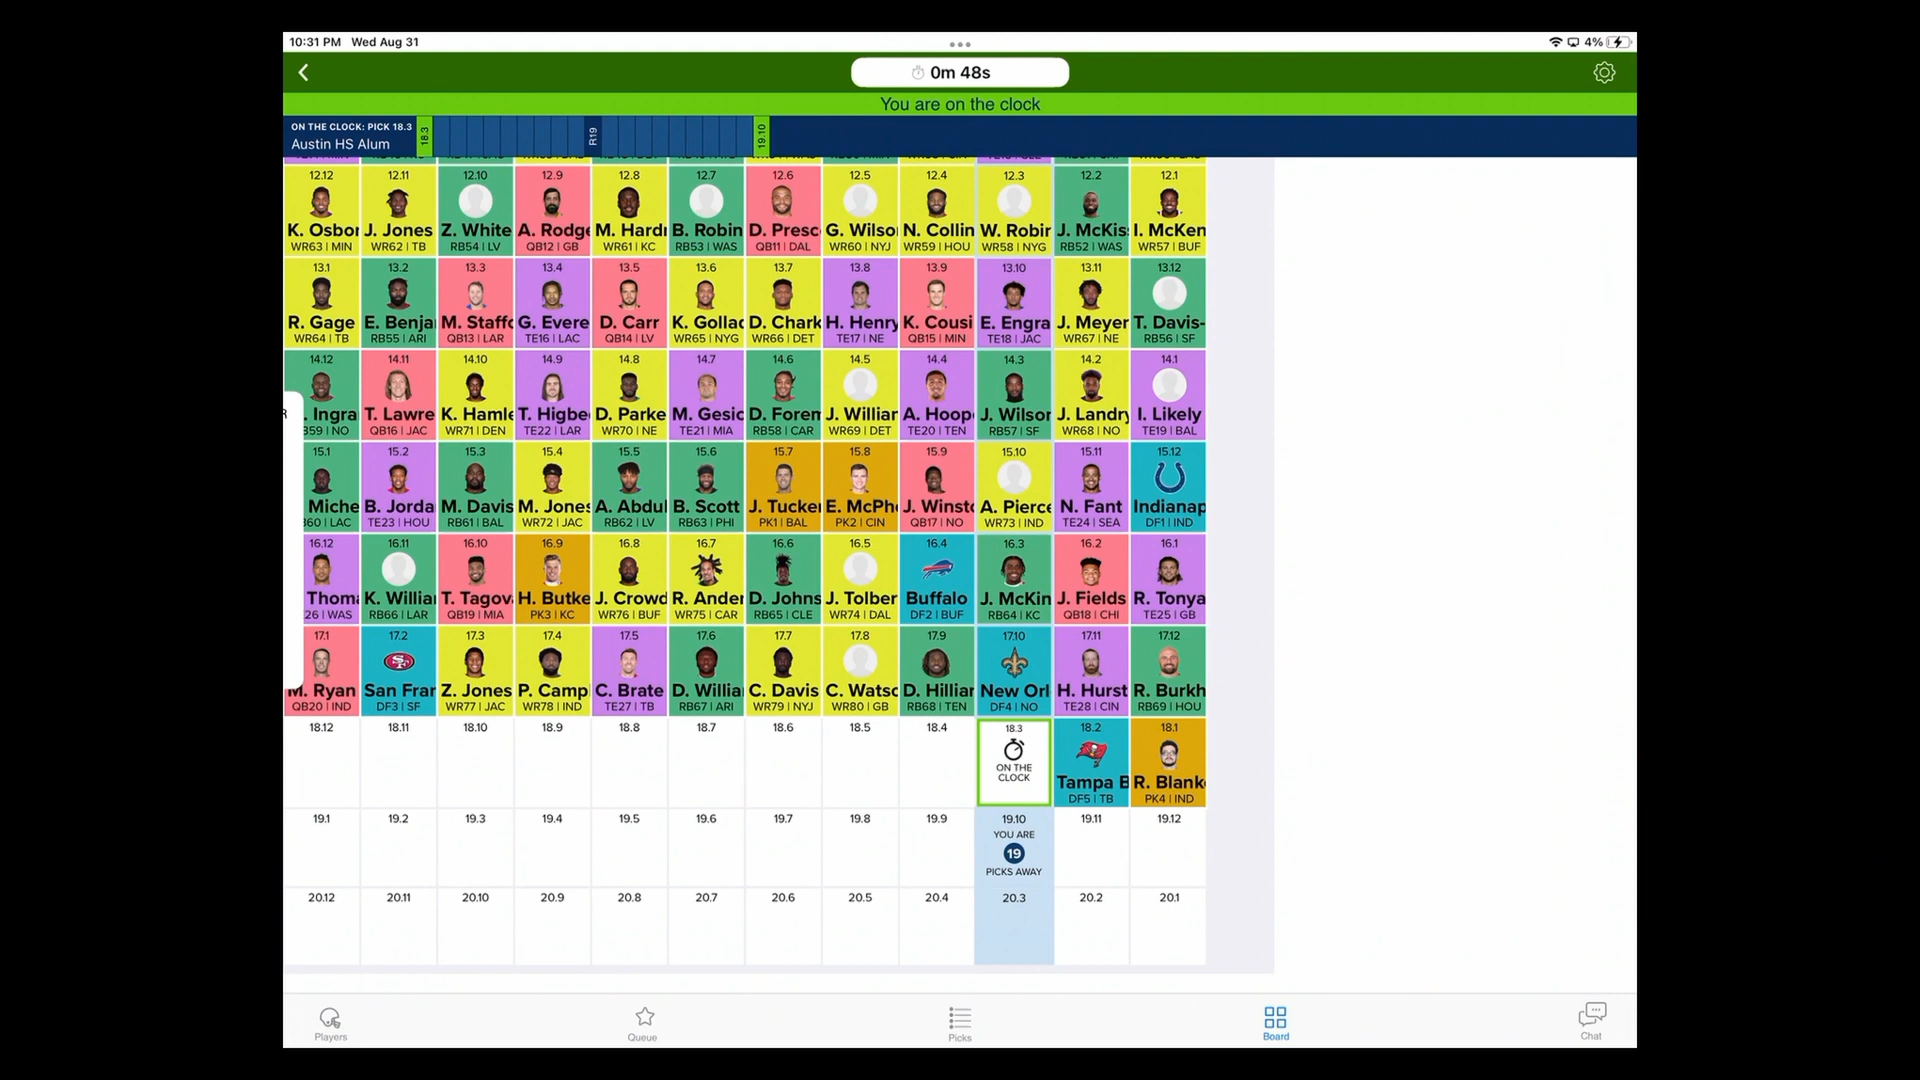 10:31 PM Wed Aug 31
4%
0m 48s
You are on the clock
ON THE CLOCK: PICK 18.3
Austin HS Alum
18.3
R19
19.10
12.12 12.11 12.10 12.9 12.8 12.7 12.6 12.5 12.4 12.3 12.2 12.1
K. Osbor J. Jones Z. White A. Rodge M. Hardr B. Robin D. Presc G. Wilso N. Collin W. Robir J. McKis I. McKen
WR63 | MIN WR62 | TB RB54 | LV QB12 | GB WR61 | KC RB53 | WAS QB11 | DAL WR60 | NYJ WR59 | HOU WR58 | NYG RB52 | WAS WR57 | BUF
13.1 13.2 13.3 13.4 13.5 13.6 13.7 13.8 13.9 13.10 13.11 13.12
R. Gage E. Benja M. Staffo G. Evere D. Carr K. Gollad D. Chark H. Henry K. Cousi E. Engra J. Meyer T. Davis-
WR64 | TB RB55 | ARI QB13 | LAR TE16 | LAC QB14 | LV WR65 | NYG WR66 | DET TE17 | NE QB15 | MIN TE18 | JAC WR67 | NE RB56 | SF
14.12 14.11 14.10 14.9 14.8 14.7 14.6 14.5 14.4 14.3 14.2 14.1
R . Ingra T. Lawre K. Hamle T. Higbe D. Parke M. Gesic D. Forem J. Williar A. Hoop J. Wilsor J. Landry I. Likely
B59 | NO QB16 | JAC WR71 | DEN TE22 | LAR WR70 | NE TE21 | MIA RB58 | CAR WR69 | DET TE20 | TEN RB57 | SF WR68 | NO TE19 | BAL
15.1 15.2 15.3 15.4 15.5 15.6 15.7 15.8 15.9 15.10 15.11 15.12
Miche B. Jorda M. Davis M. Jones A. Abdul B. Scott J. Tucker E. McPh J. Winsto A. Pierce N. Fant Indianap
B60 | LAC TE23 | HOU RB61 | BAL WR72 | JAC RB62 | LV RB63 | PHI PK1 | BAL PK2 | CIN QB17 | NO WR73 | IND TE24 | SEA DF1 | IND
16.12 16.11 16.10 16.9 16.8 16.7 16.6 16.5 16.4 16.3 16.2 16.1
Thoma K. Willia T. Tagov H. Butke J. Crowd R. Ander D. Johns J. Tolber Buffalo J. McKin J. Fields R. Tonya
26 | WAS RB66 | LAR QB19 | MIA PK3 | KC WR76 | BUF WR75 | CAR RB65 | CLE WR74 | DAL DF2 | BUF RB64 | KC QB18 | CHI TE25 | GB
17.1 17.2 17.3 17.4 17.5 17.6 17.7 17.8 17.9 17.10 17.11 17.12
M. Ryan San Frar Z. Jones P. Camp C. Brate D. Willia C. Davis C. Watso D. Hilliar New Orl H. Hurst R. Burkh
QB20 | IND DF3 | SF WR77 | JAC WR78 | IND TE27 | TB RB67 | ARI WR79 | NYJ WR80 | GB RB68 | TEN DF4 | NO TE28 | CIN RB69 | HOU
18.12 18.11 18.10 18.9 18.8 18.7 18.6 18.5 18.4 18.3 18.2 18.1
ON THE
CLOCK
Tampa B R. Blank
DF5 | TB PK4 | IND
19.1 19.2 19.3 19.4 19.5 19.6 19.7 19.8 19.9 19.10 19.11 19.12
YOU ARE
19
PICKS AWAY
20.12 20.11 20.10 20.9 20.8 20.7 20.6 20.5 20.4 20.3 20.2 20.1
Players Queue Picks Board Chat